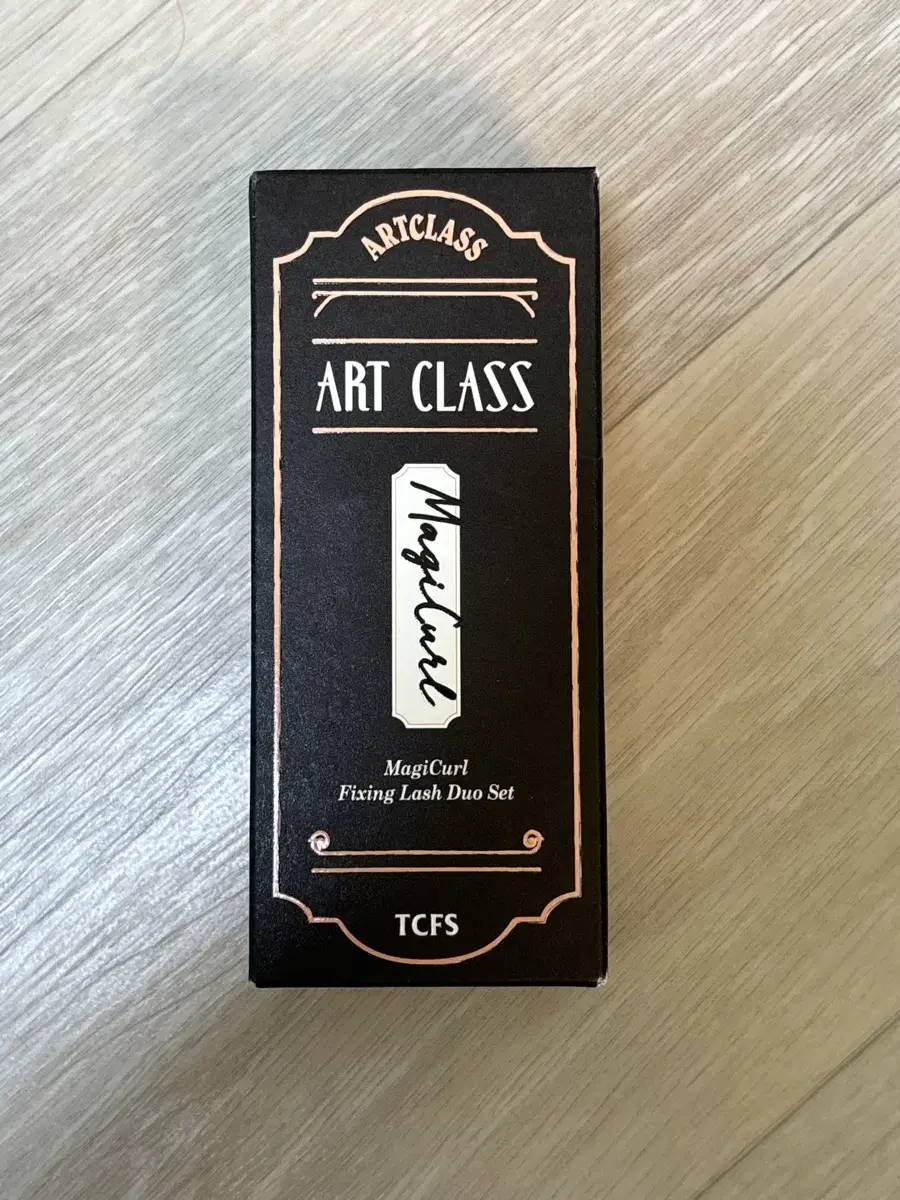 ARTCLASS
ART CLASS
MagiCurl
MagiCurl
Fixing Lash Duo Set
TCFS